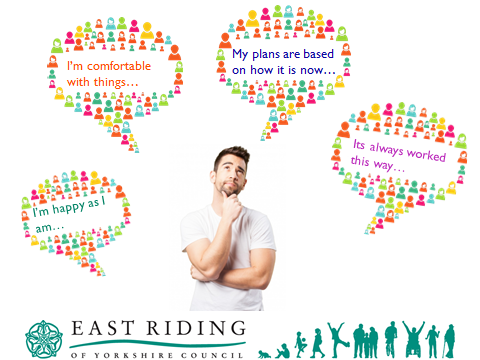 I'm comfortable
with things…
My plans are based
on how it is now…
Its always worked
this way…
I'm happy as I
am…
EAST RIDING
OF YORKSHIRE COUNCIL